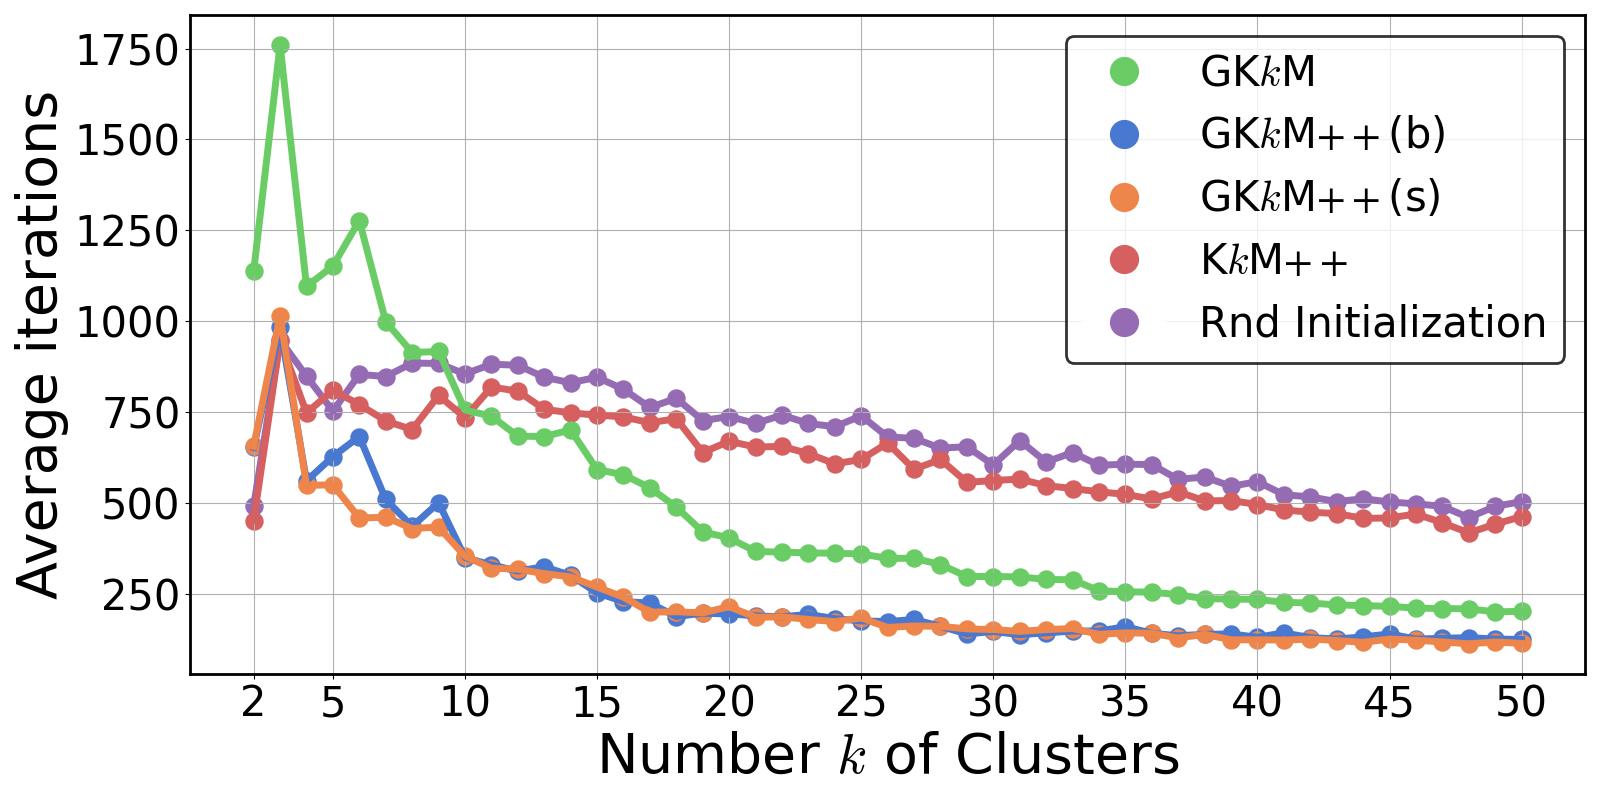 Average iterations
1750
1500
1250
1000
750
500
250
2 5 10 15 20 25 30 35 40 45 50
Number k of Clusters
GKkM
GKkM++(b)
GKkM++(s)
KkM++
Rnd Initialization